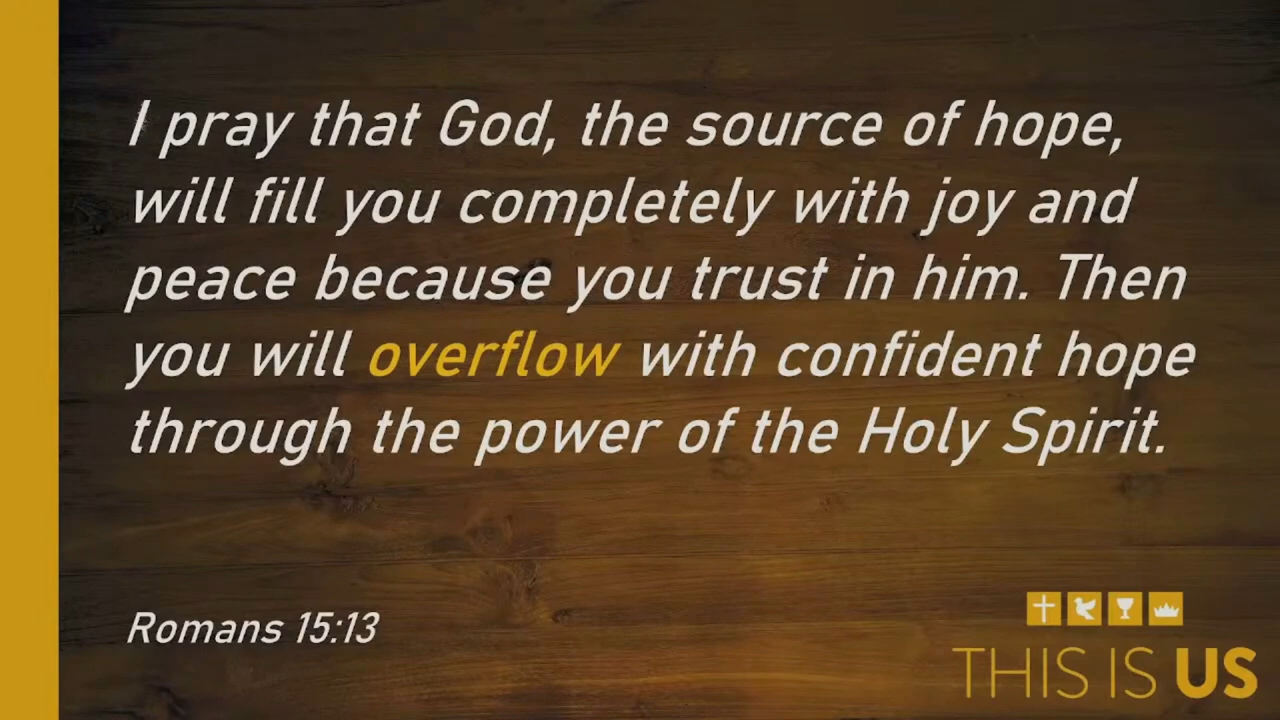 I pray that God, the source of hope,
will fill you completely with joy and
peace because you trust in him. Then
you will overflow with confident hope
through the power of the Holy Spirit.
Romans 15:13
THIS IS US